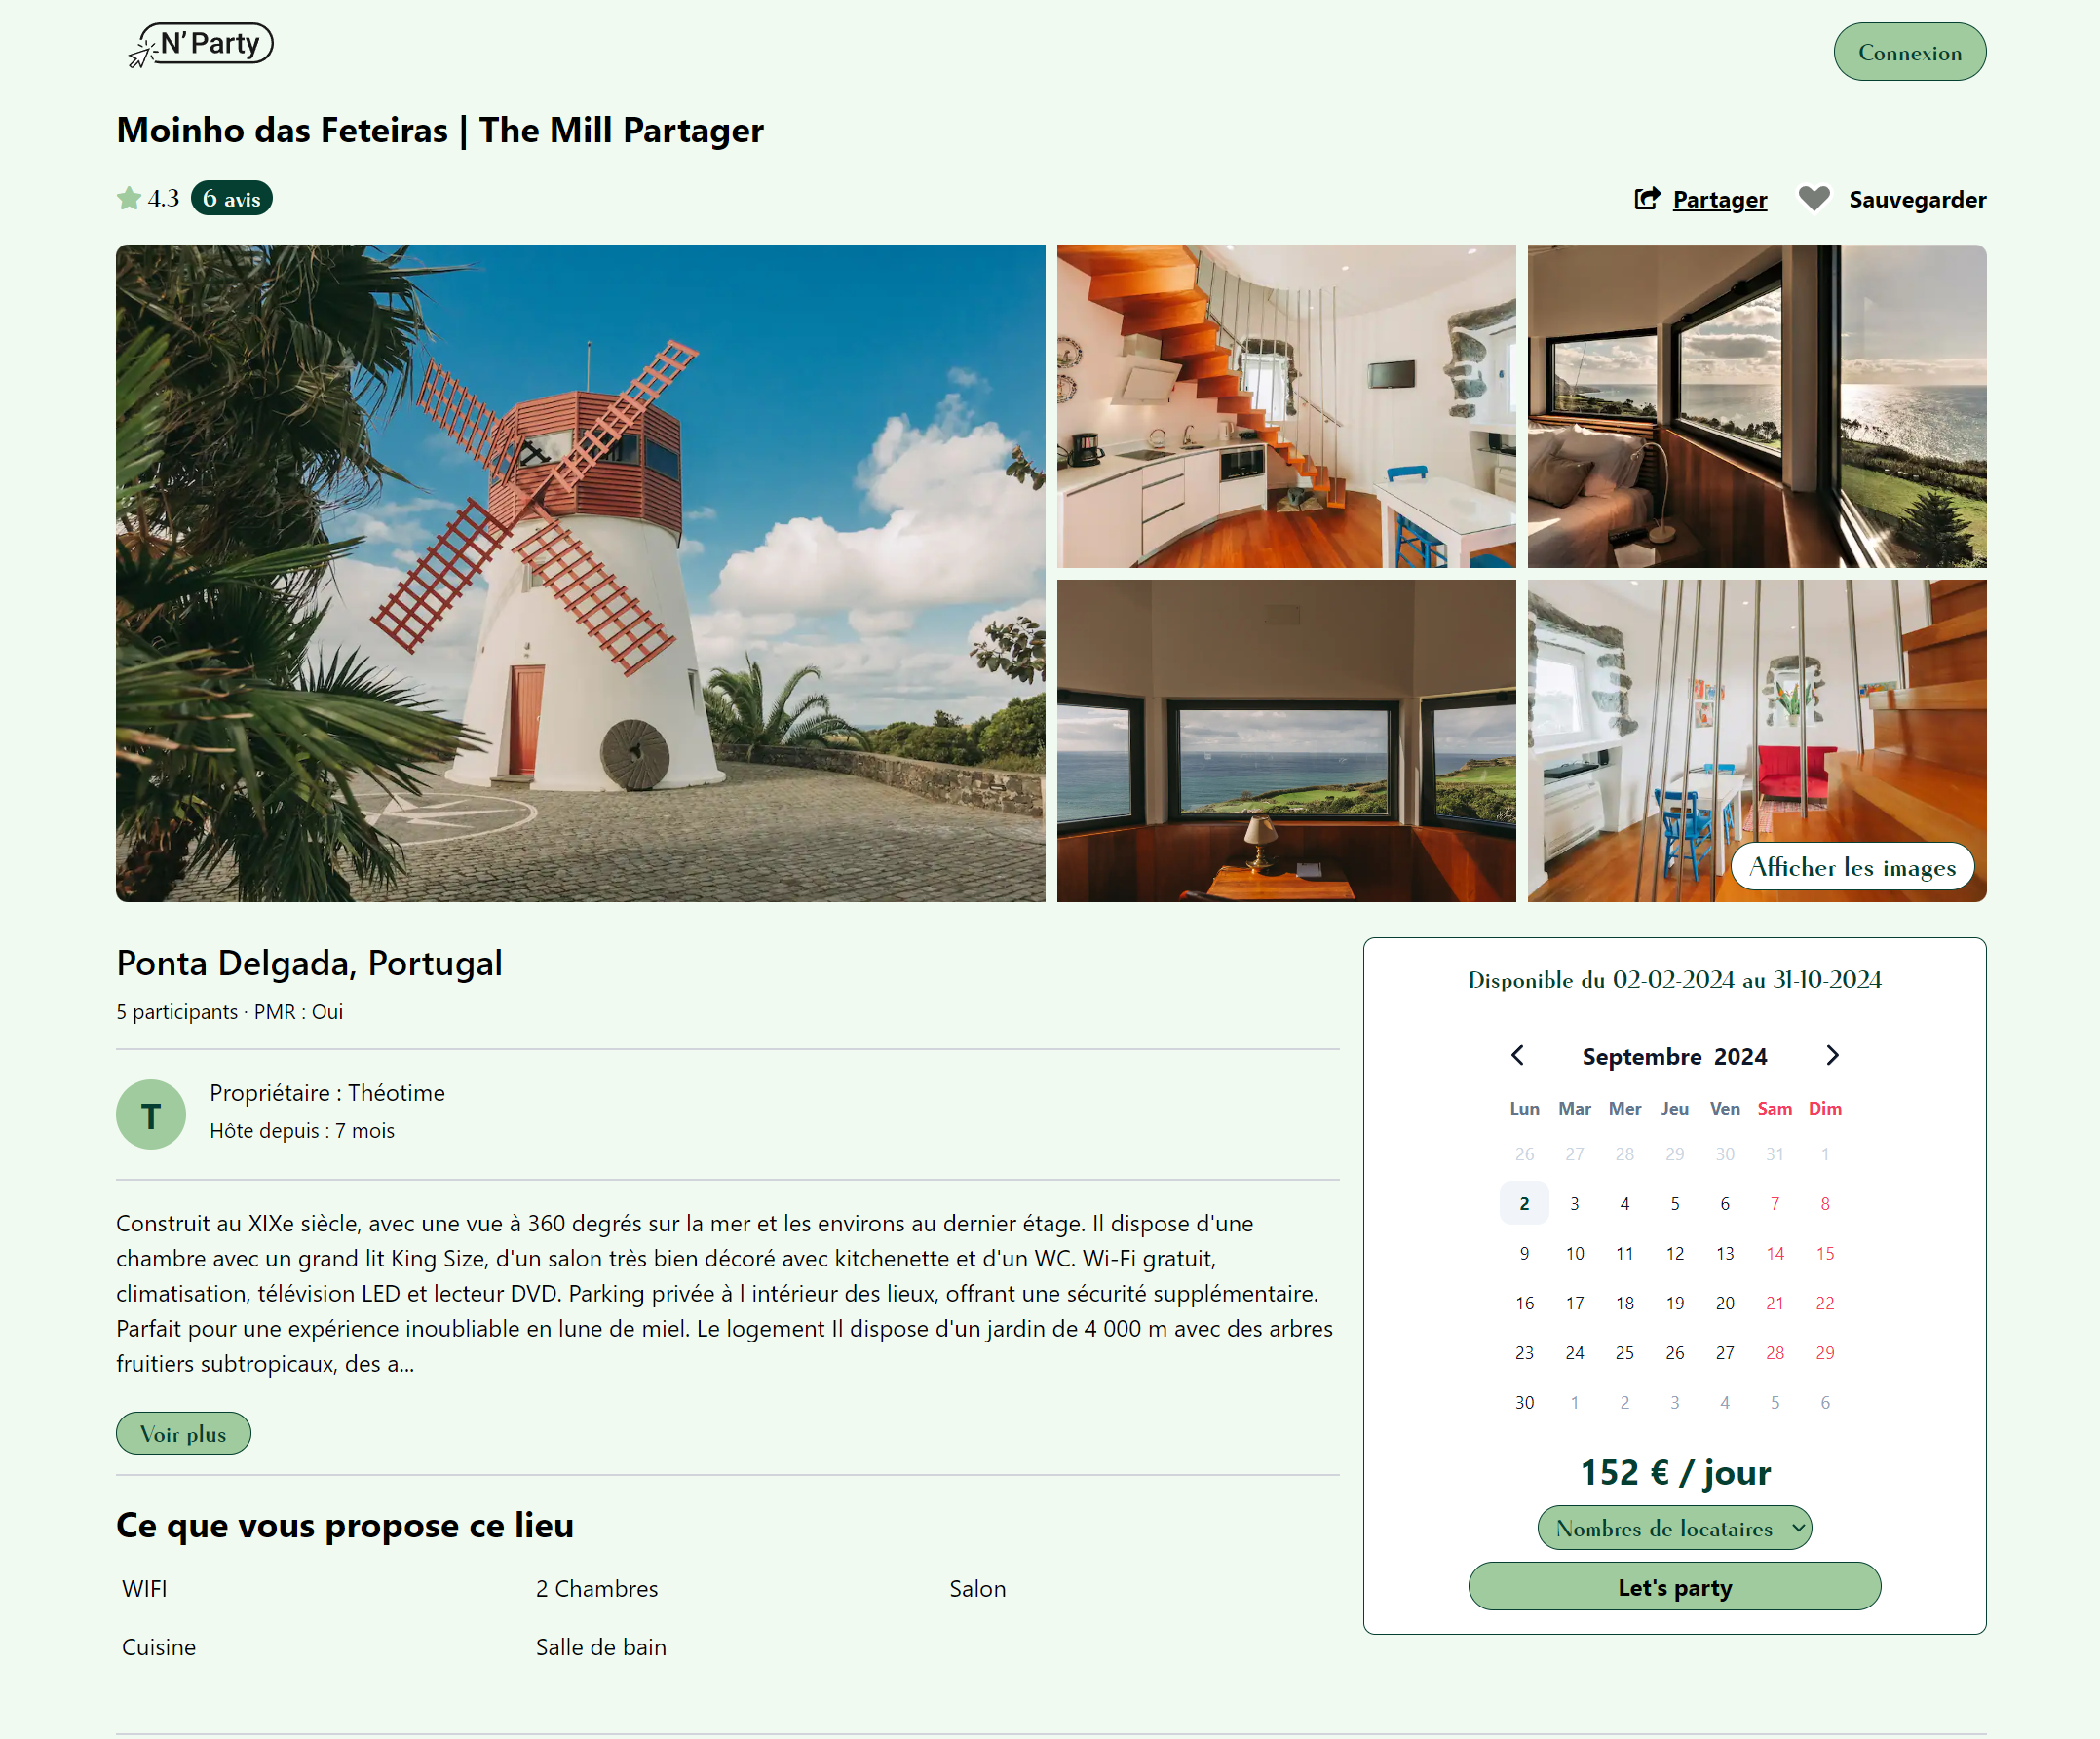 N' Party
Connexion
Moinho das Feteiras | The Mill Partager
4.3 6 avis
Partager Sauvegarder
Afficher les images
Ponta Delgada, Portugal
5 participants · PMR : Oui
T
Propriétaire : Théotime
Hôte depuis : 7 mois
Construit au XIXe siècle, avec une vue à 360 degrés sur la mer et les environs au dernier étage. Il dispose d'une
chambre avec un grand lit King Size, d'un salon très bien décoré avec kitchenette et d'un WC. Wi-Fi gratuit,
climatisation, télévision LED et lecteur DVD. Parking privée à l intérieur des lieux, offrant une sécurité supplémentaire.
Parfait pour une expérience inoubliable en lune de miel. Le logement Il dispose d'un jardin de 4 000 m avec des arbres
fruitiers subtropicaux, des a...
Voir plus
Ce que vous propose ce lieu
WIFI 2 Chambres Salon
Cuisine Salle de bain
Disponible du 02-02-2024 au 31-10-2024
Septembre 2024
Lun Mar Mer Jeu Ven Sam Dim
26 27 28 29 30 31 1
2 3 4 5 6 7 8
9 10 11 12 13 14 15
16 17 18 19 20 21 22
23 24 25 26 27 28 29
30 1 2 3 4 5 6
152 € / jour
Nombres de locataires
Let's party